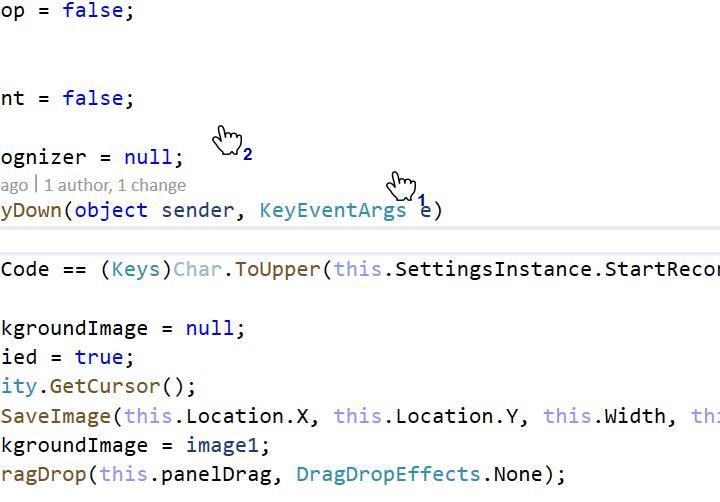 op = false;
nt = false;
2
ognizer = null;
ago | 1 author, 1 change
1
yDown(object sender, KeyEventArgs e)
Code == (Keys)Char.ToUpper(this.SettingsInstance.StartRecor
kgroundImage = null;
ied = true;
ity.GetCursor();
SaveImage(this.Location.X, this.Location.Y, this.Width, thi
kgroundImage = image1;
ragDrop(this.panelDrag, DragDropEffects.None);